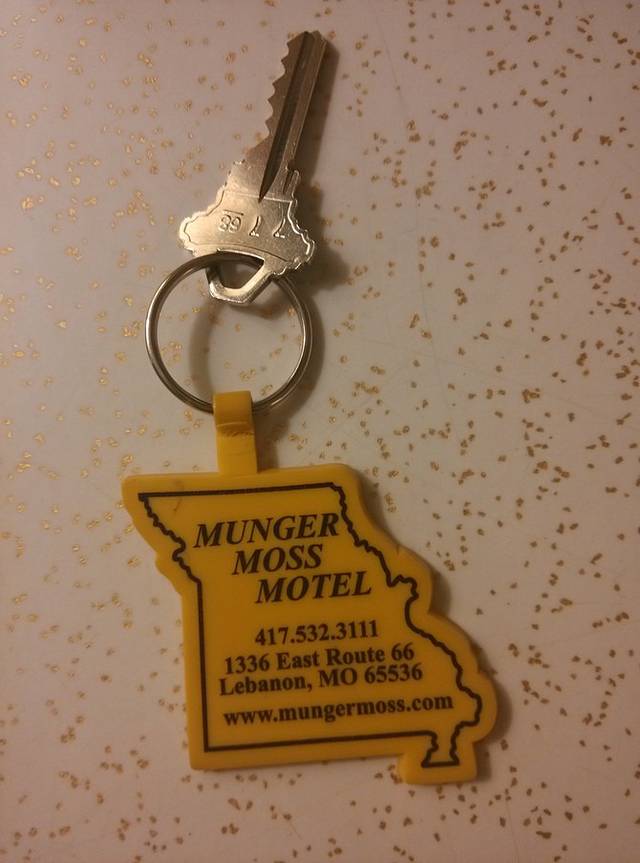 MUNGER
MOSS
MOTEL
417.532.3111
1336 East Route 66
Lebanon, MO 65536
www.mungermoss.com